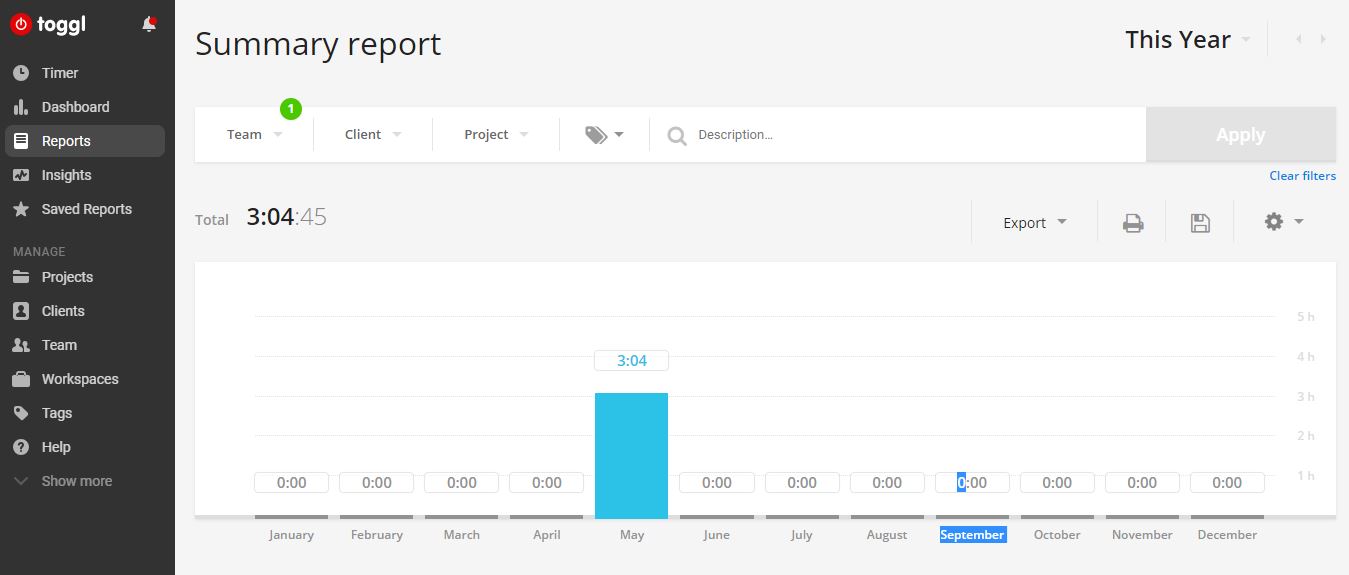 toggl
Timer
Dashboard
Reports
Insights
Saved Reports
MANAGE
Projects
Clients
Team
Workspaces
Tags
Help
Show more
Summary report
This Year
1
Team Client Project Description... Apply
Clear filters
Total 3:04:45
Export
5 h
4 h
3:04
3 h
2 h
1 h
0:00 0:00 0:00 0:00 0:00 0:00 0:00 0:00 0:00 0:00 0:00
January February March April May June July August September October November December